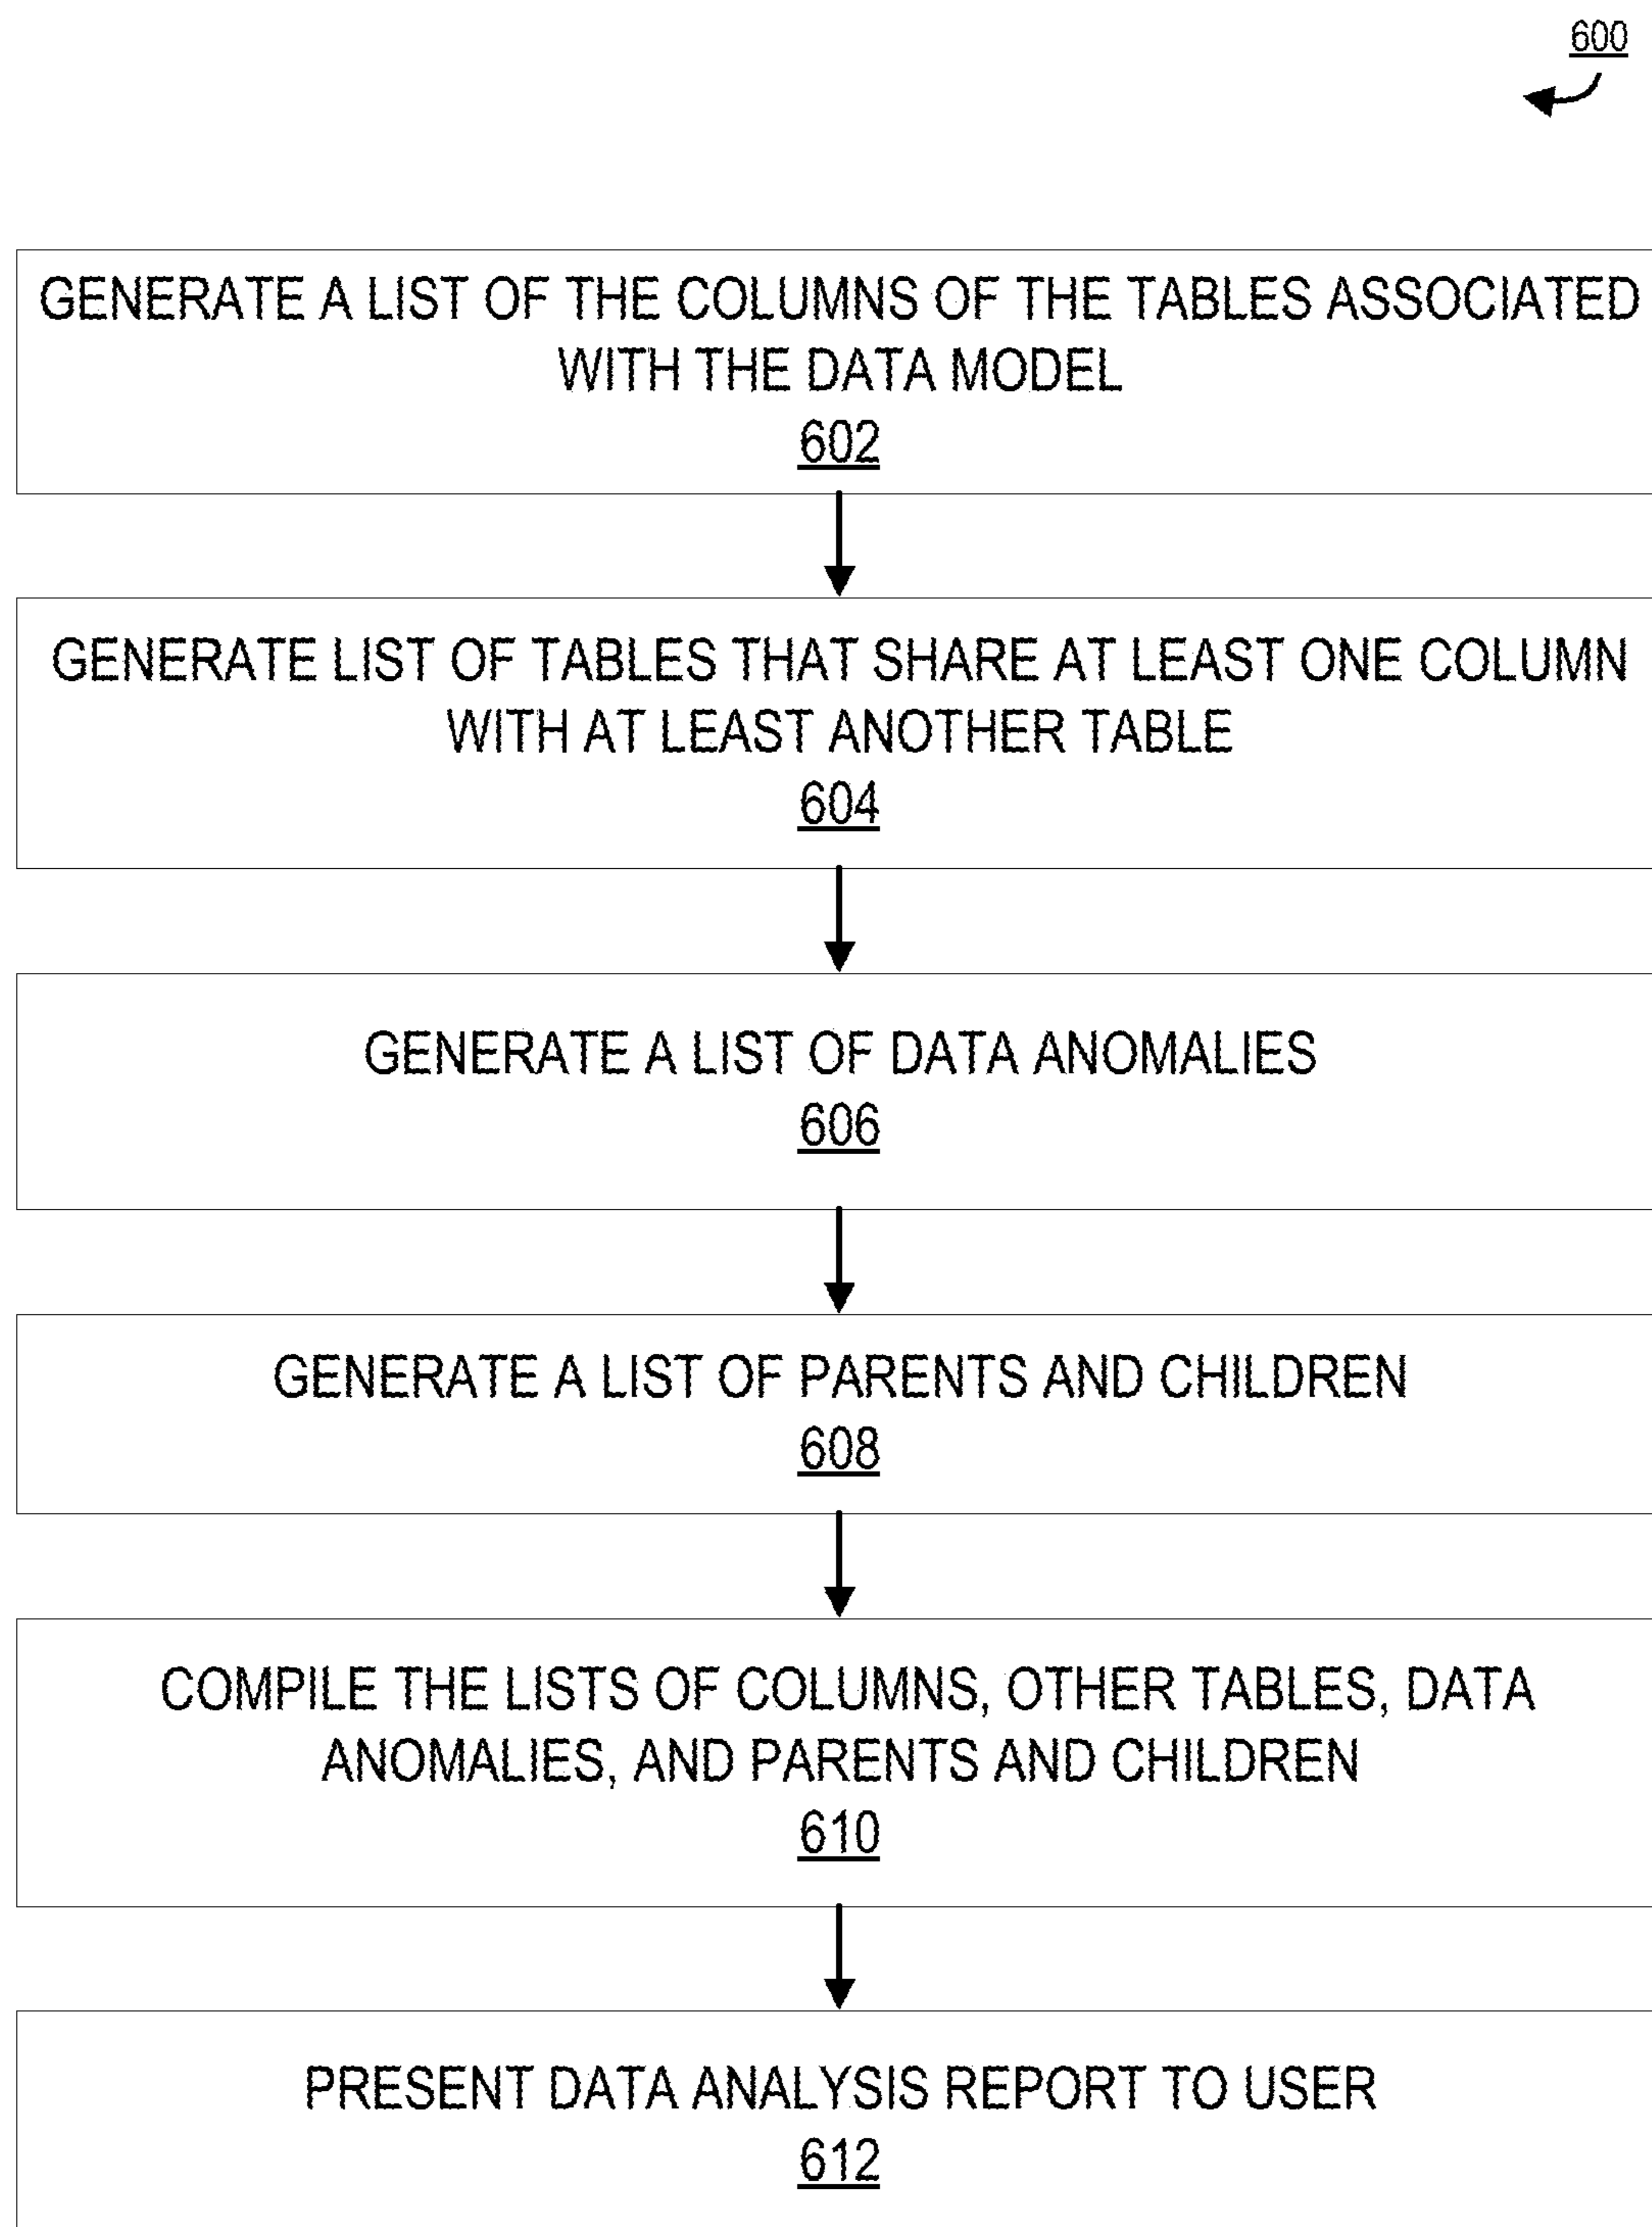 600
GENERATE A LIST OF THE COLUMNS OF THE TABLES ASSOCIATED
WITH THE DATA MODEL
602
GENERATE LIST OF TABLES THAT SHARE AT LEAST ONE COLUMN
WITH AT LEAST ANOTHER TABLE
604
GENERATE A LIST OF DATA ANOMALIES
606
GENERATE A LIST OF PARENTS AND CHILDREN
608
COMPILE THE LISTS OF COLUMNS, OTHER TABLES, DATA
ANOMALIES, AND PARENTS AND CHILDREN
610
PRESENT DATA ANALYSIS REPORT TO USER
612